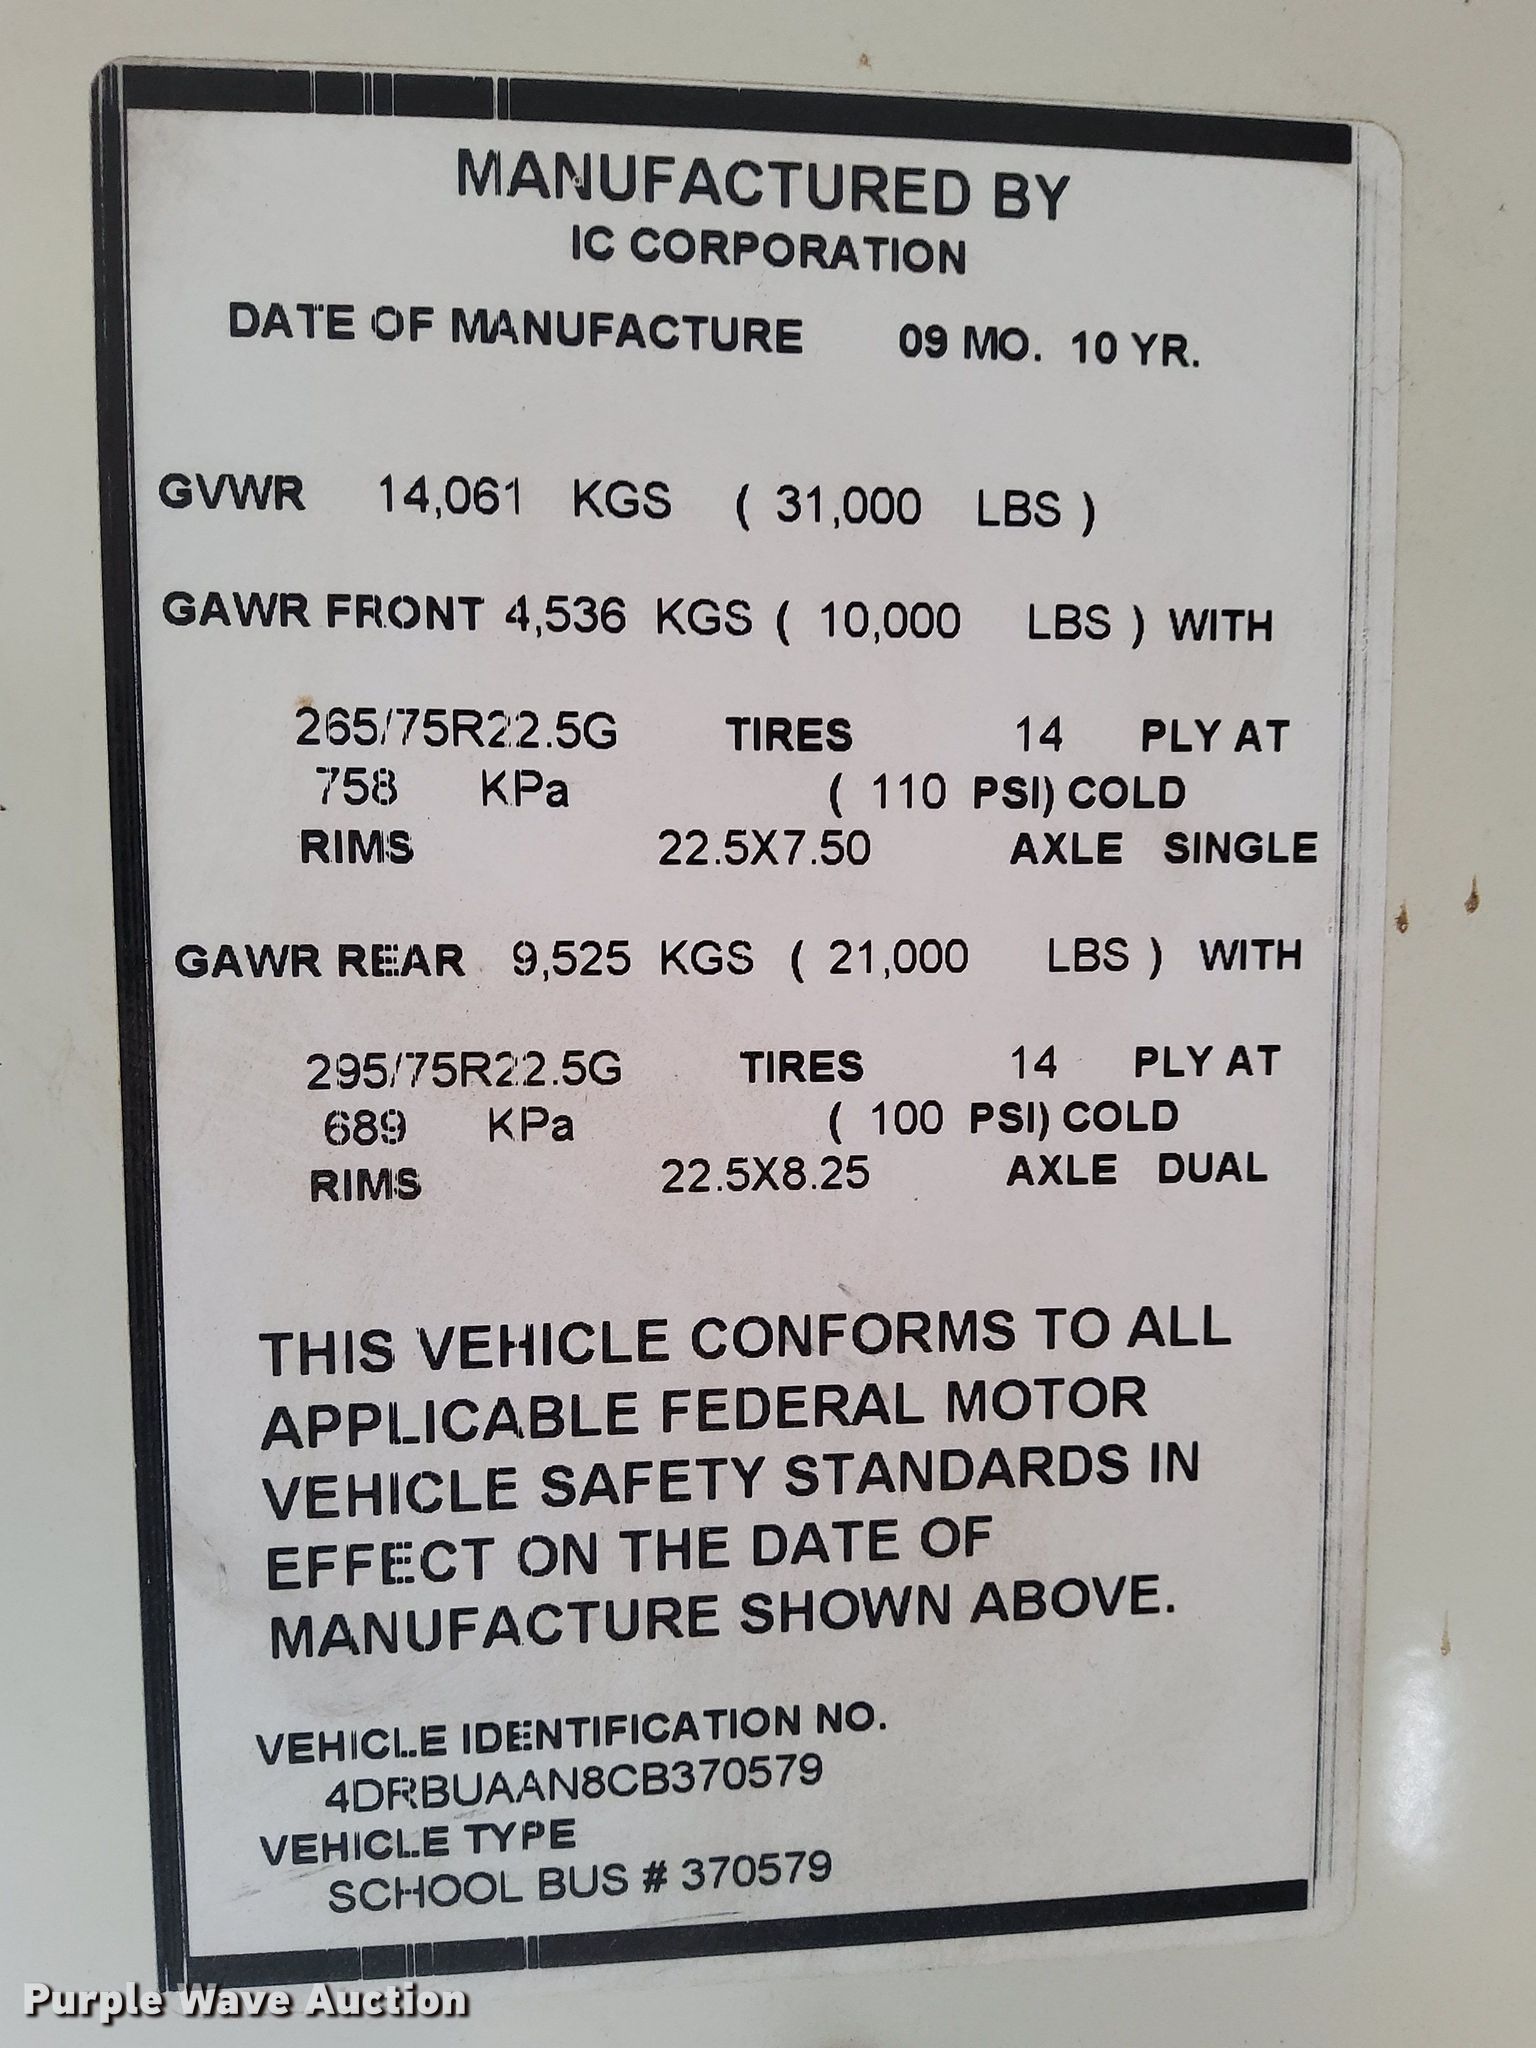 MANUFACTURED BY
IC CORPORATION
DATE OF MANUFACTURE 09 MO. 10 YR.
GVWR 14,061 KGS ( 31,000 LBS )
GAWR FRONT 4,536 KGS ( 10,000 LBS ) WITH
265/75R22.5G TIRES 14 PLY AT
758 KPa ( 110 PSI) COLD
RIMS 22.5X7.50 AXLE SINGLE
GAWR REAR 9,525 KGS ( 21,000 LBS ) WITH
295/75R22.5G TIRES 14 PLY AT
689 KPa ( 100 PSI) COLD
RIMS 22.5X8.25 AXLE DUAL
THIS VEHICLE CONFORMS TO ALL
APPLICABLE FEDERAL MOTOR
VEHICLE SAFETY STANDARDS IN
EFFECT ON THE DATE OF
MANUFACTURE SHOWN ABOVE.
VEHICLE IDENTIFICATION NO.
4DRBUAAN8CB370579
VEHICLE TYPE
SCHOOL BUS # 370579
Purple Wave Auction